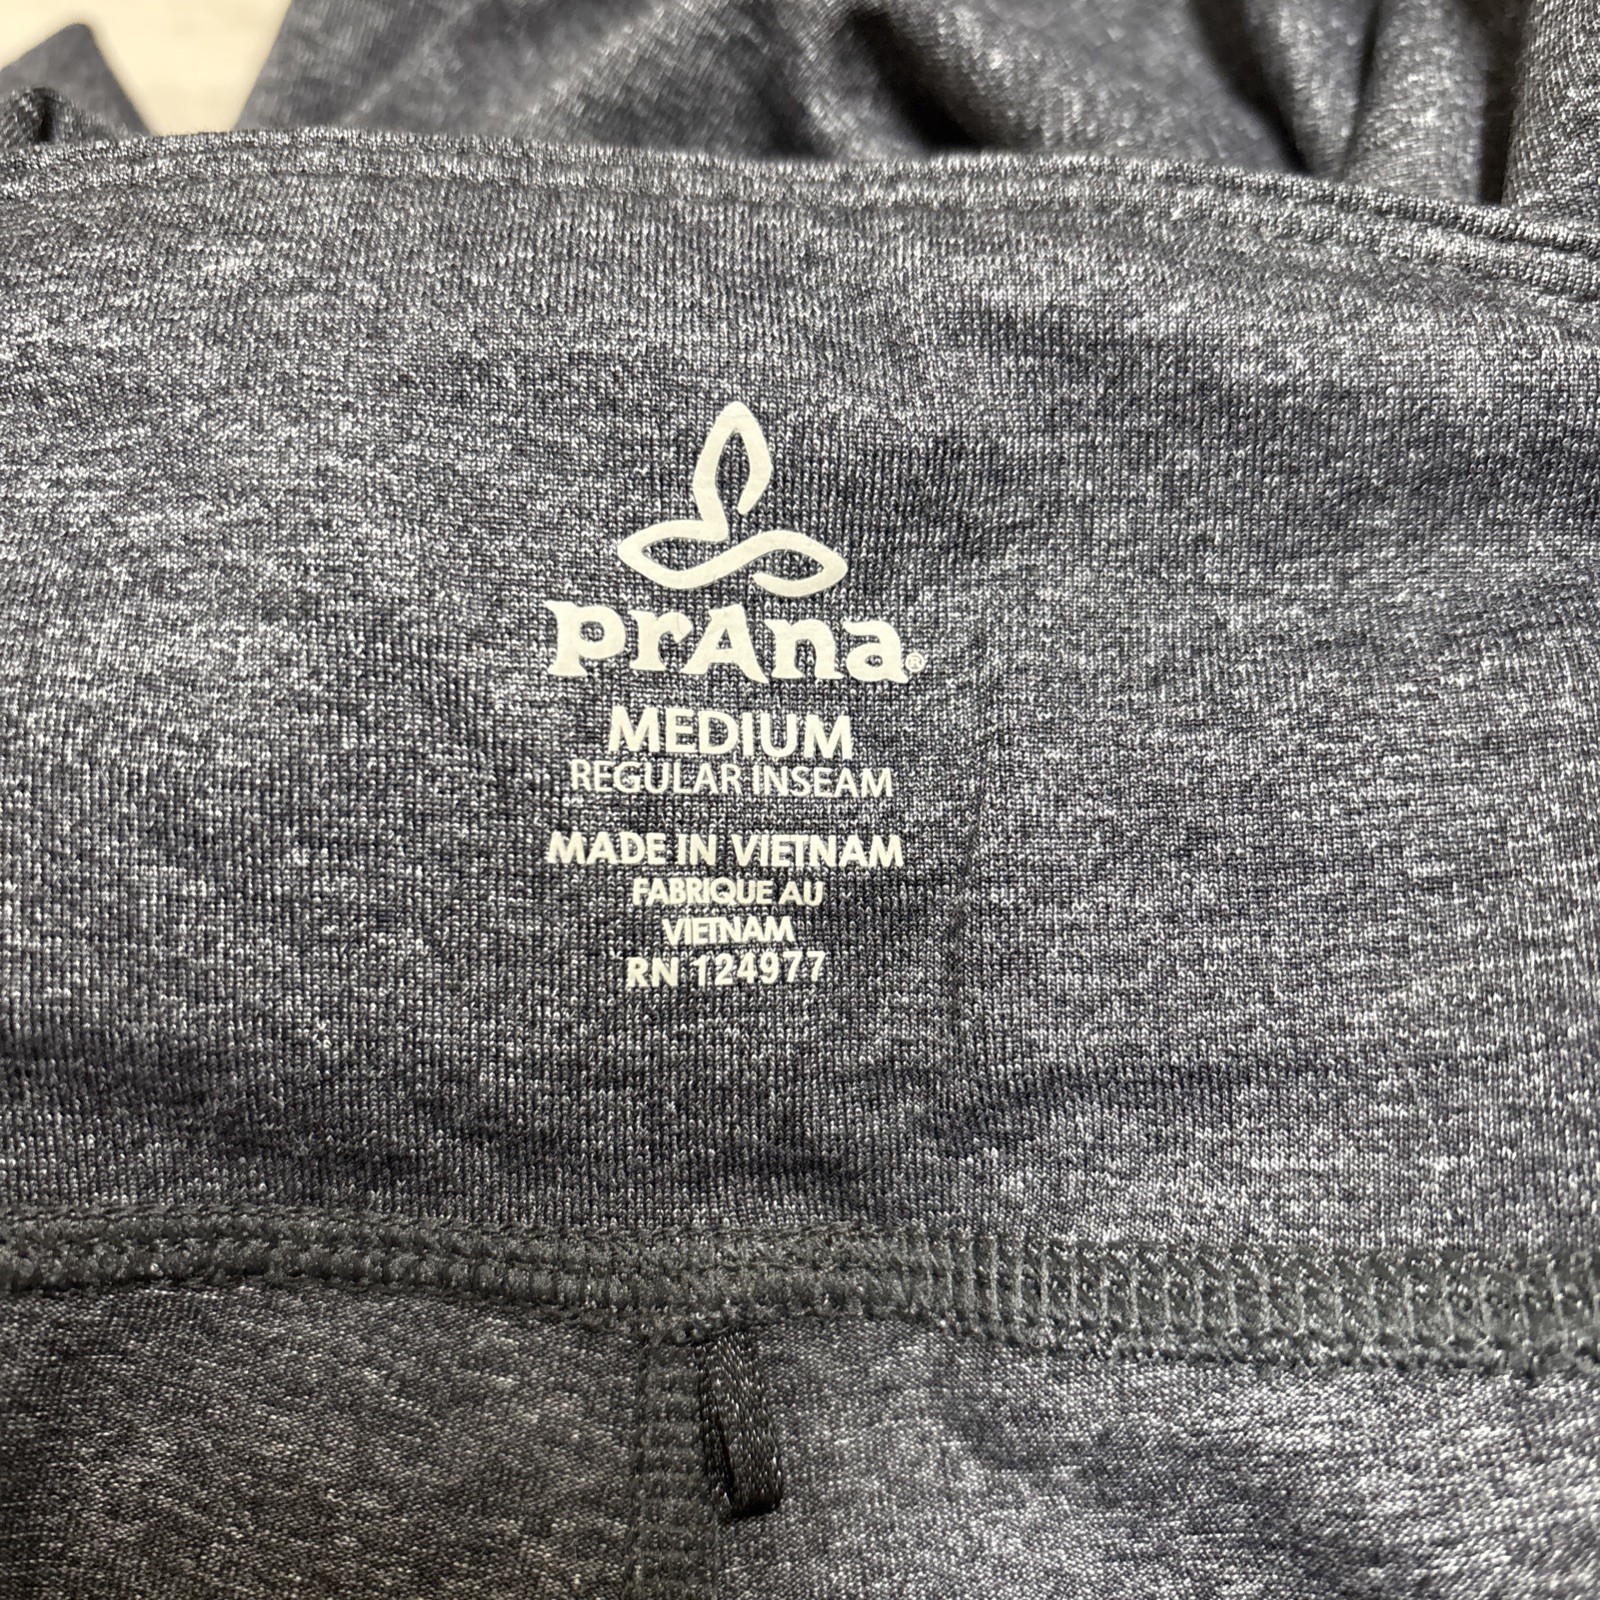 prAna®
MEDIUM
REGULAR INSEAM
MADE IN VIETNAM
FABRIQUE AU
VIETNAM
RN 124977